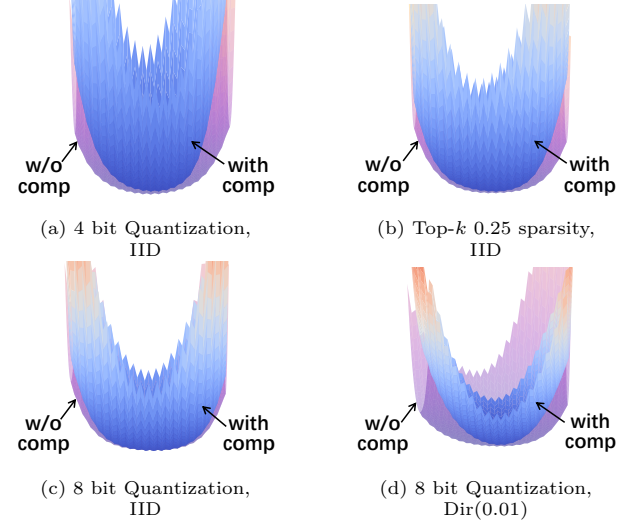 w/o
comp
with
comp
w/o
comp
with
comp
(a) 4 bit Quantization,
IID
(b) Top-k 0.25 sparsity,
IID
w/o
comp
with
comp
w/o
comp
with
comp
(c) 8 bit Quantization,
IID
(d) 8 bit Quantization,
Dir(0.01)